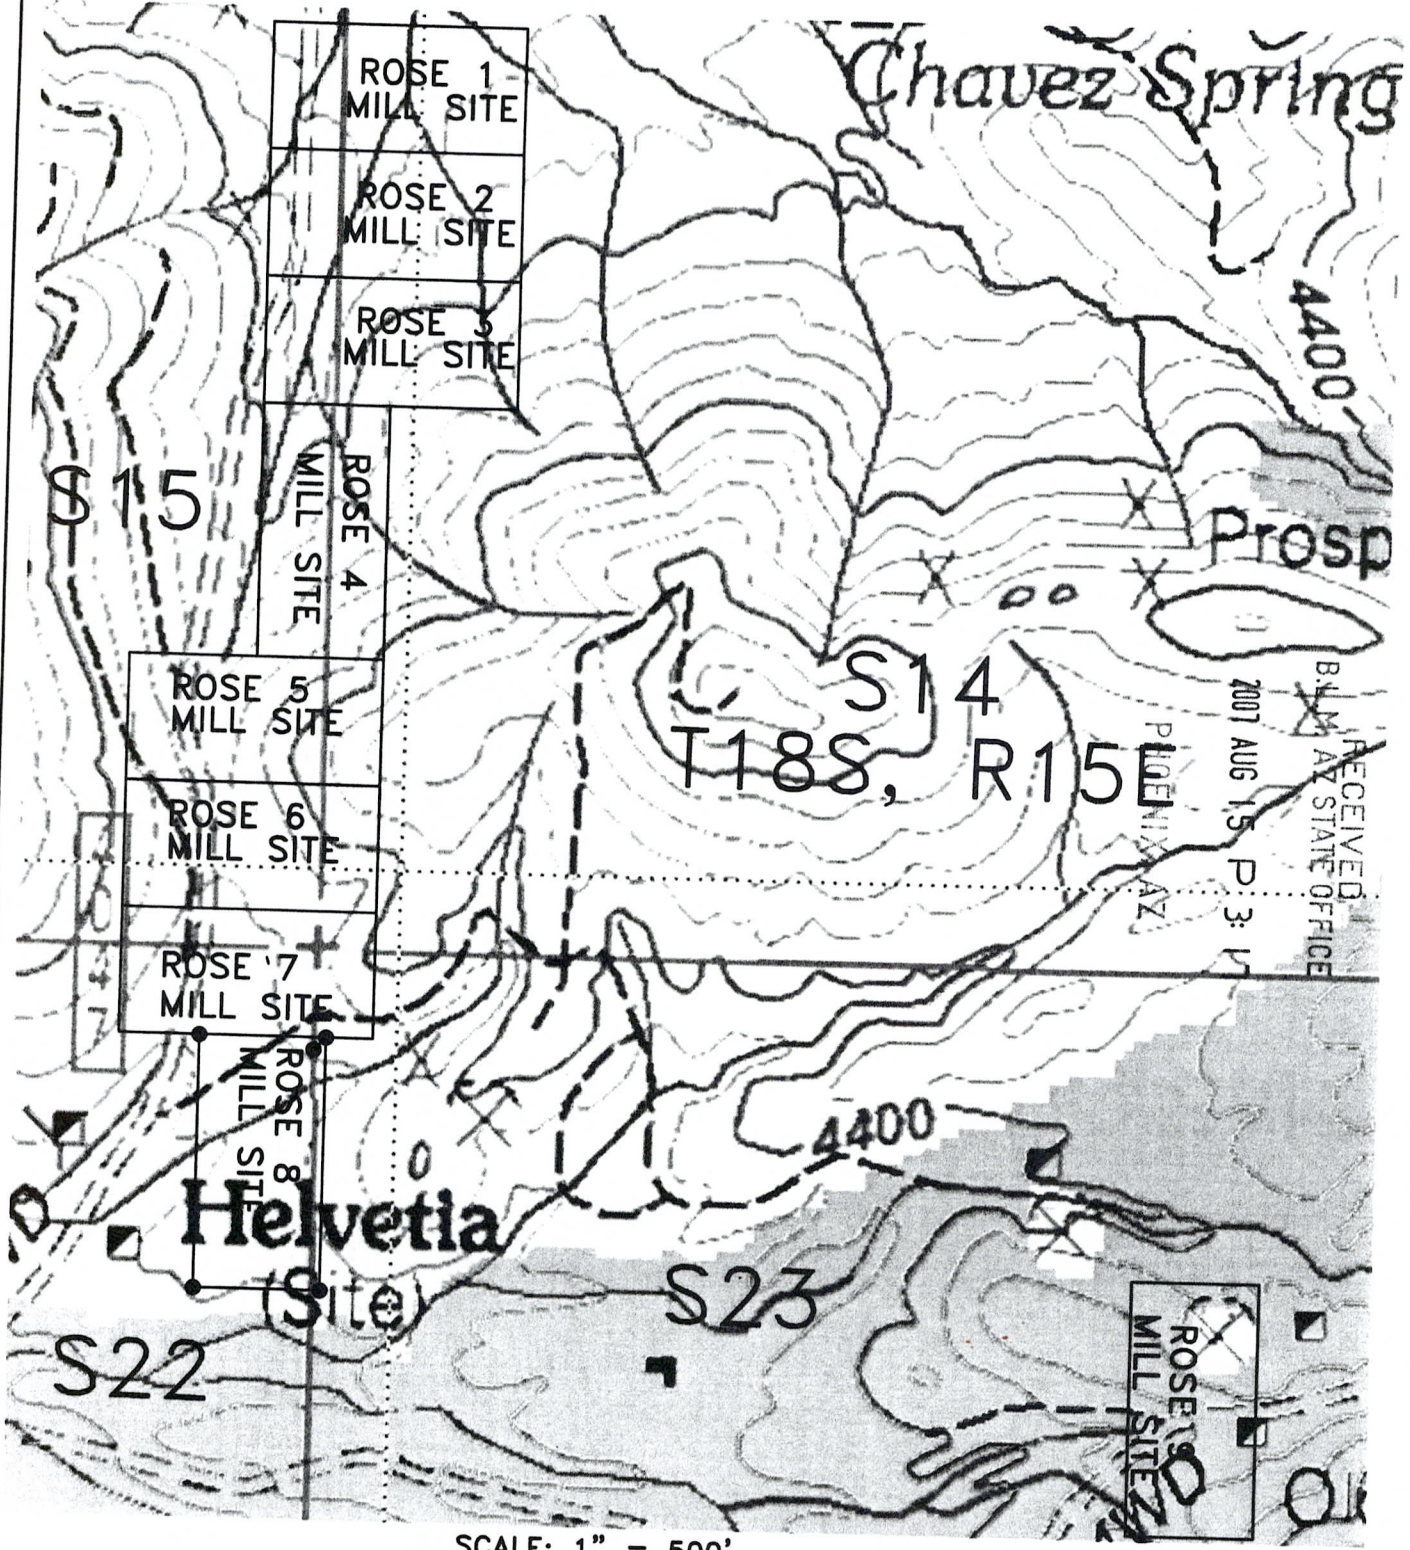 Chavez Spring
ROSE 1
MILL SITE
ROSE 2
MILL SITE
ROSE 3
MILL SITE
4400
S15
ROSE 4
MILL SITE
Prosp
S14
T18S, R15E
RECEIVED
B.L.M. AZ STATE OFFICE
2007 AUG 15 P 3:
PHOENIX, AZ
ROSE 5
MILL SITE
ROSE 6
MILL SITE
ROSE 7
MILL SITE
ROSE 8
MILL SITE
4400
Helvetia
(Site)
S23
S22
ROSE 9
MILL SITE
SCALE: 1" = 500'